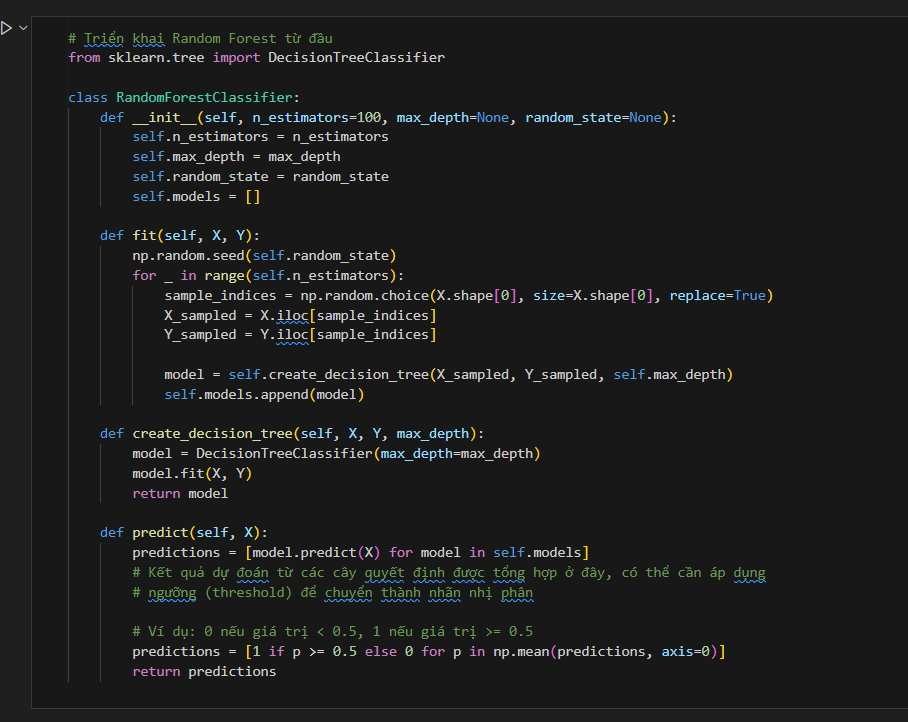 # Triển khai Random Forest từ đầu
from sklearn.tree import DecisionTreeClassifier
class RandomForestClassifier:
def __init__(self, n_estimators=100, max_depth=None, random_state=None):
self.n_estimators = n_estimators
self.max_depth = max_depth
self.random_state = random_state
self.models = []
def fit(self, X, Y):
np.random.seed(self.random_state)
for _ in range(self.n_estimators):
sample_indices = np.random.choice(X.shape[0], size=X.shape[0], replace=True)
X_sampled = X.iloc[sample_indices]
Y_sampled = Y.iloc[sample_indices]
model = self.create_decision_tree(X_sampled, Y_sampled, self.max_depth)
self.models.append(model)
def create_decision_tree(self, X, Y, max_depth):
model = DecisionTreeClassifier(max_depth=max_depth)
model.fit(X, Y)
return model
def predict(self, X):
predictions = [model.predict(X) for model in self.models]
# Kết quả dự đoán từ các cây quyết định được tổng hợp ở đây, có thể cần áp dụng
# ngưỡng (threshold) để chuyển thành nhãn nhị phân
# Ví dụ: 0 nếu giá trị < 0.5, 1 nếu giá trị >= 0.5
predictions = [1 if p >= 0.5 else 0 for p in np.mean(predictions, axis=0)]
return predictions